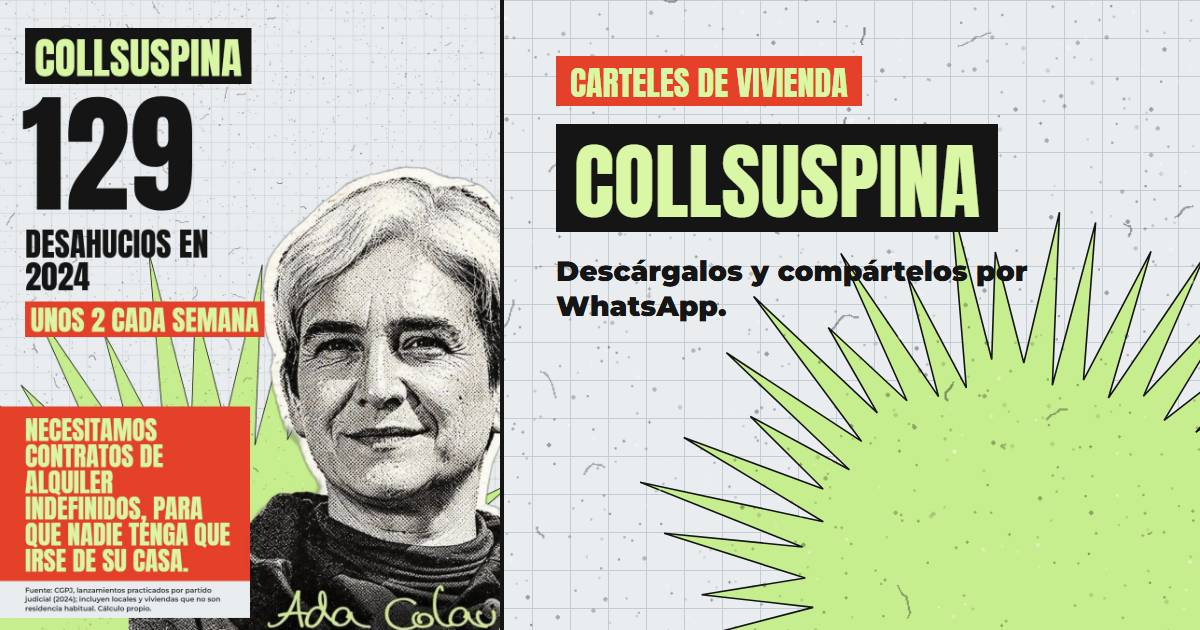 COLLSUSPINA
129
DESAHUCIOS EN
2024
UNOS 2 CADA SEMANA
NECESITAMOS
CONTRATOS DE
ALQUILER
INDEFINIDOS, PARA
QUE NADIE TENGA QUE
IRSE DE SU CASA.
Fuente: CGPJ, lanzamientos practicados por partido
judicial (2024); incluyen locales y viviendas que no son
residencia habitual. Cálculo propio.
Ada Colau
CARTELES DE VIVIENDA
COLLSUSPINA
Descárgalos y compártelos por
WhatsApp.